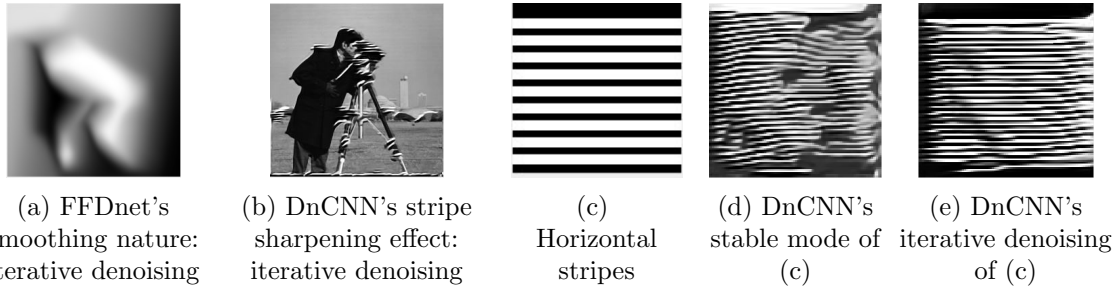 (a) FFDnet's
moothing nature:
terative denoising
(b) DnCNN's stripe
sharpening effect:
iterative denoising
(c)
Horizontal
stripes
(d) DnCNN's
stable mode of
(c)
(e) DnCNN's
iterative denoising
of (c)